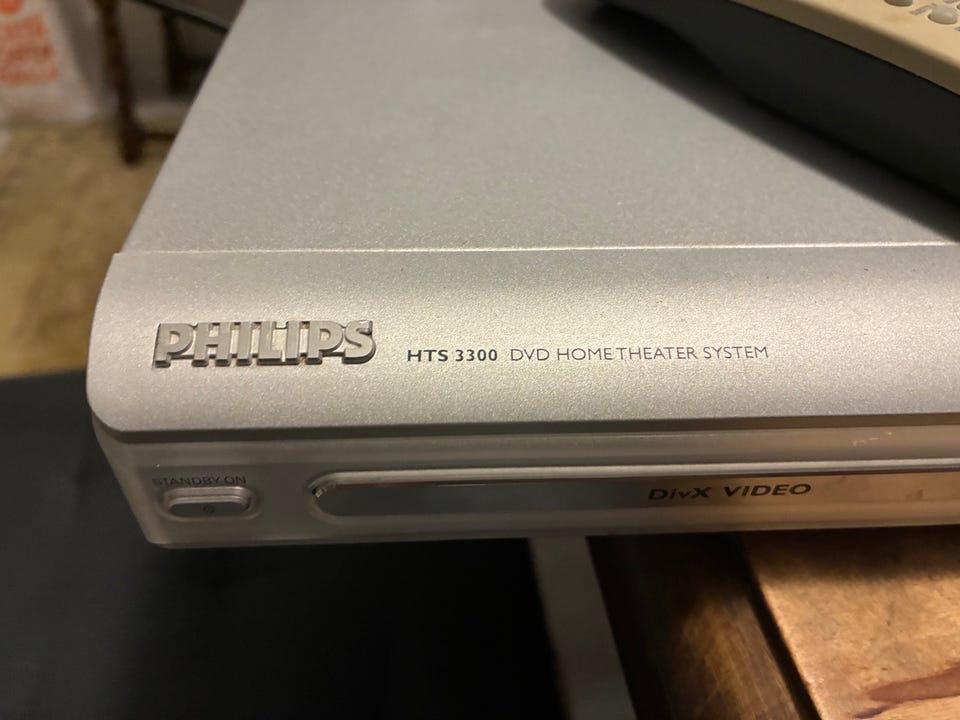 PHILIPS
HTS 3300 DVD HOME THEATER SYSTEM
STANDBY·ON
DivX VIDEO